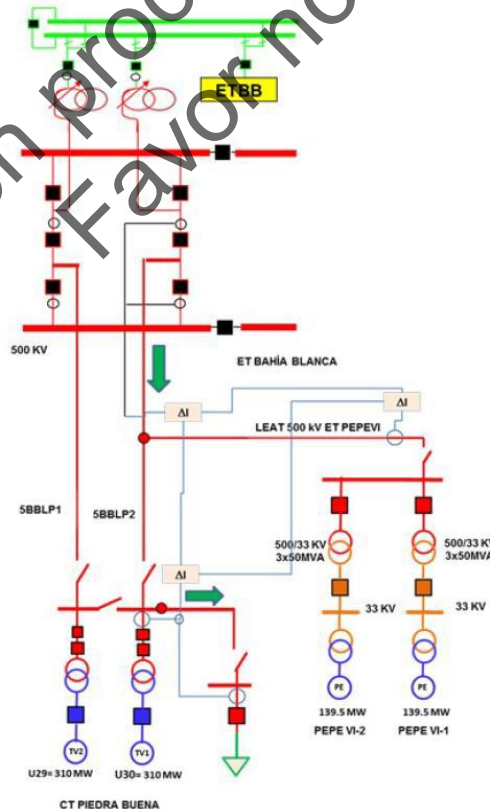 ETBB
500 KV
ET BAHÍA BLANCA
ΔI
ΔI
LEAT 500 kV ET PEPEVI
5BBLP1
5BBLP2
500/33 KV
3x50MVA
500/33 KV
3x50MVA
ΔI
33 KV
33 KV
PE
PE
139.5 MW
139.5 MW
PEPE VI-2
PEPE VI-1
TV2
TV1
U29= 310 MW
U30= 310 MW
CT PIEDRA BUENA
Favor no